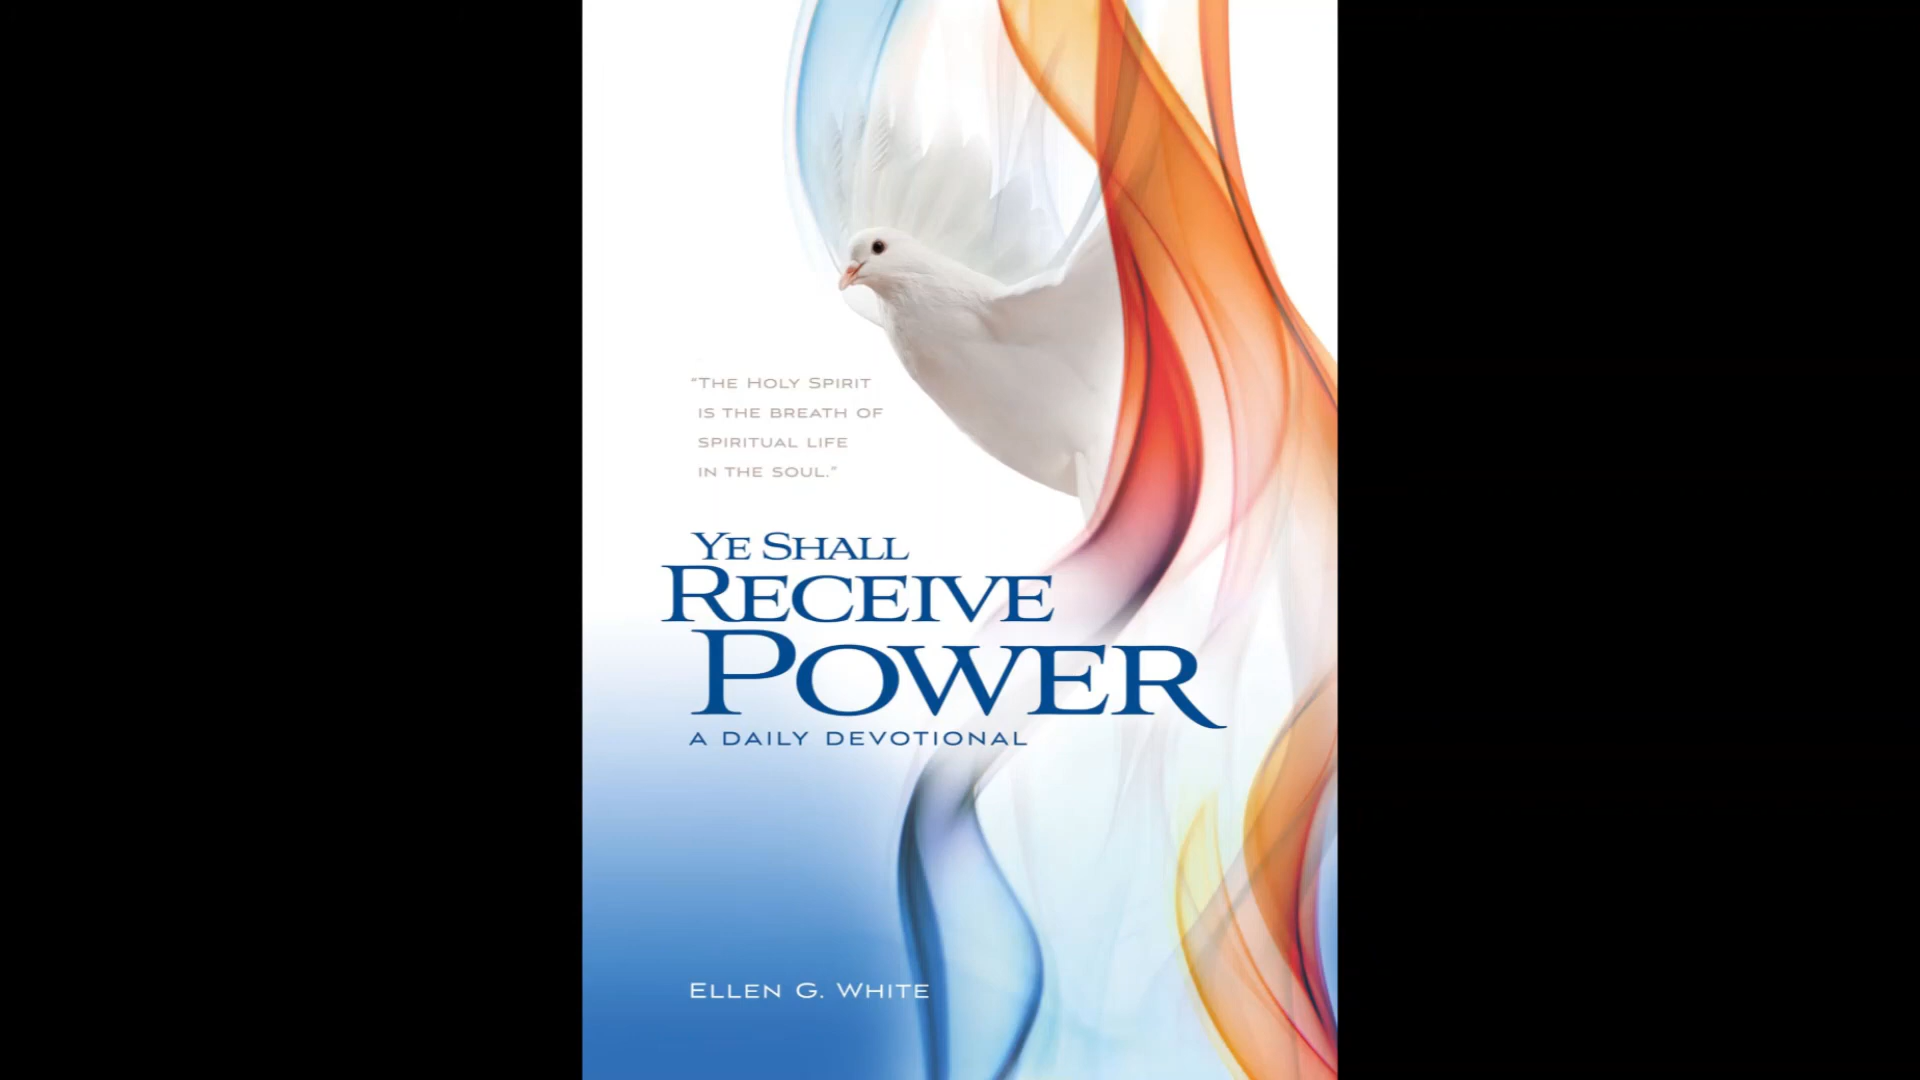 “THE HOLY SPIRIT
IS THE BREATH OF
SPIRITUAL LIFE
IN THE SOUL.”
YE SHALL
RECEIVE
POWER
A DAILY DEVOTIONAL
ELLEN G. WHITE